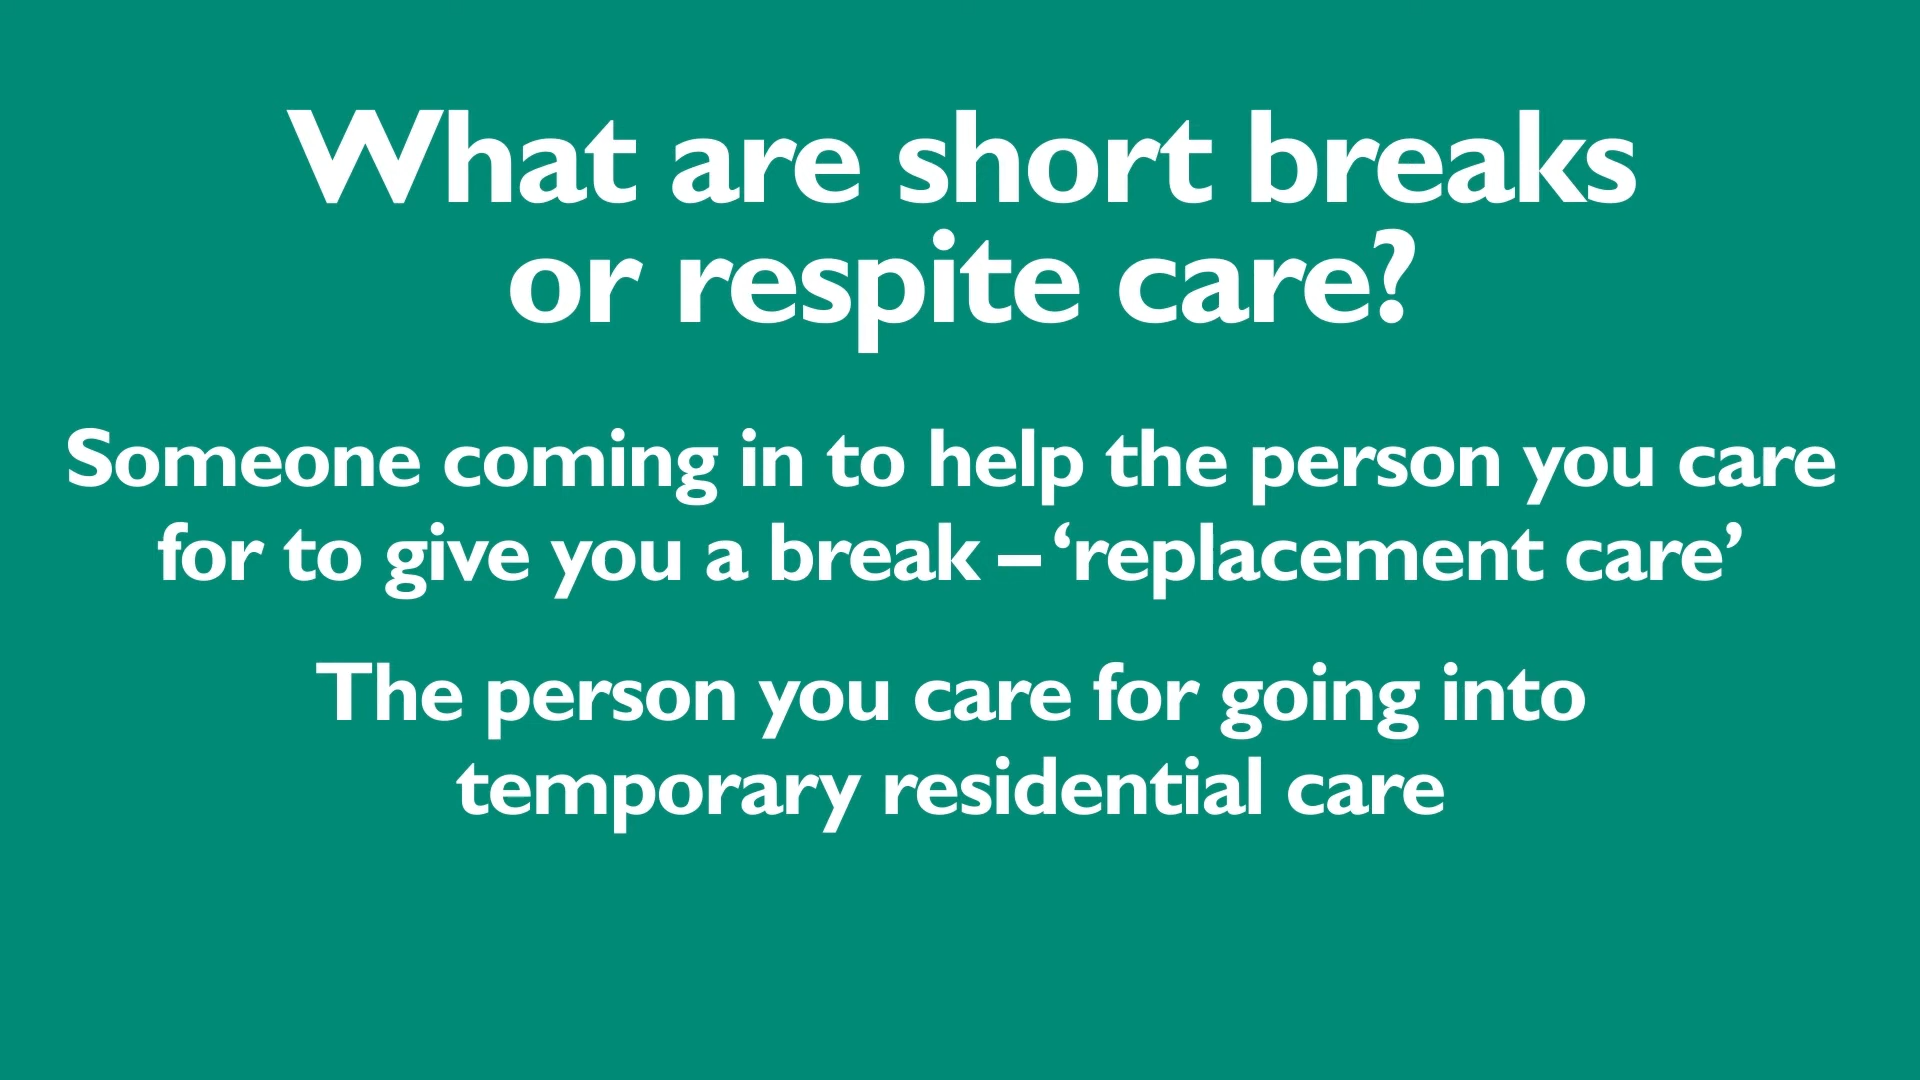 What are short breaks
or respite care?
Someone coming in to help the person you care
for to give you a break – ‘replacement care’
The person you care for going into
temporary residential care